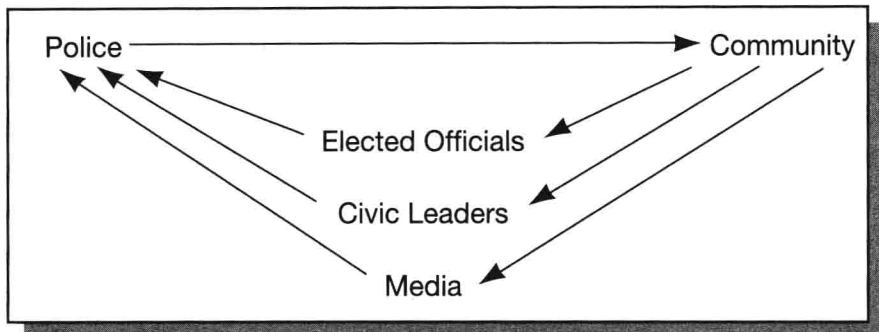 Police
Community
Elected Officials
Civic Leaders
Media